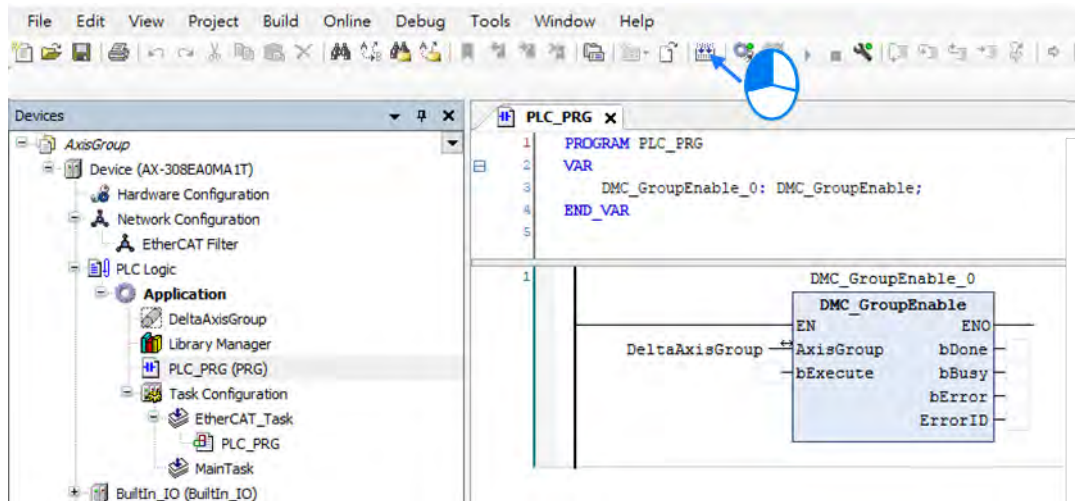 File Edit View Project Build Online Debug Tools Window Help
Devices
AxisGroup
Device (AX-308EA0MA1T)
Hardware Configuration
Network Configuration
EtherCAT Filter
PLC Logic
Application
DeltaAxisGroup
Library Manager
PLC_PRG (PRG)
Task Configuration
EtherCAT_Task
PLC_PRG
MainTask
BuiltIn_IO (BuiltIn_IO)
PLC_PRG
1 PROGRAM PLC_PRG
2 VAR
3 DMC_GroupEnable_0: DMC_GroupEnable;
4 END_VAR
5
1
DMC_GroupEnable_0
DMC_GroupEnable
EN ENO
DeltaAxisGroup AxisGroup bDone
bExecute bBusy
bError
ErrorID